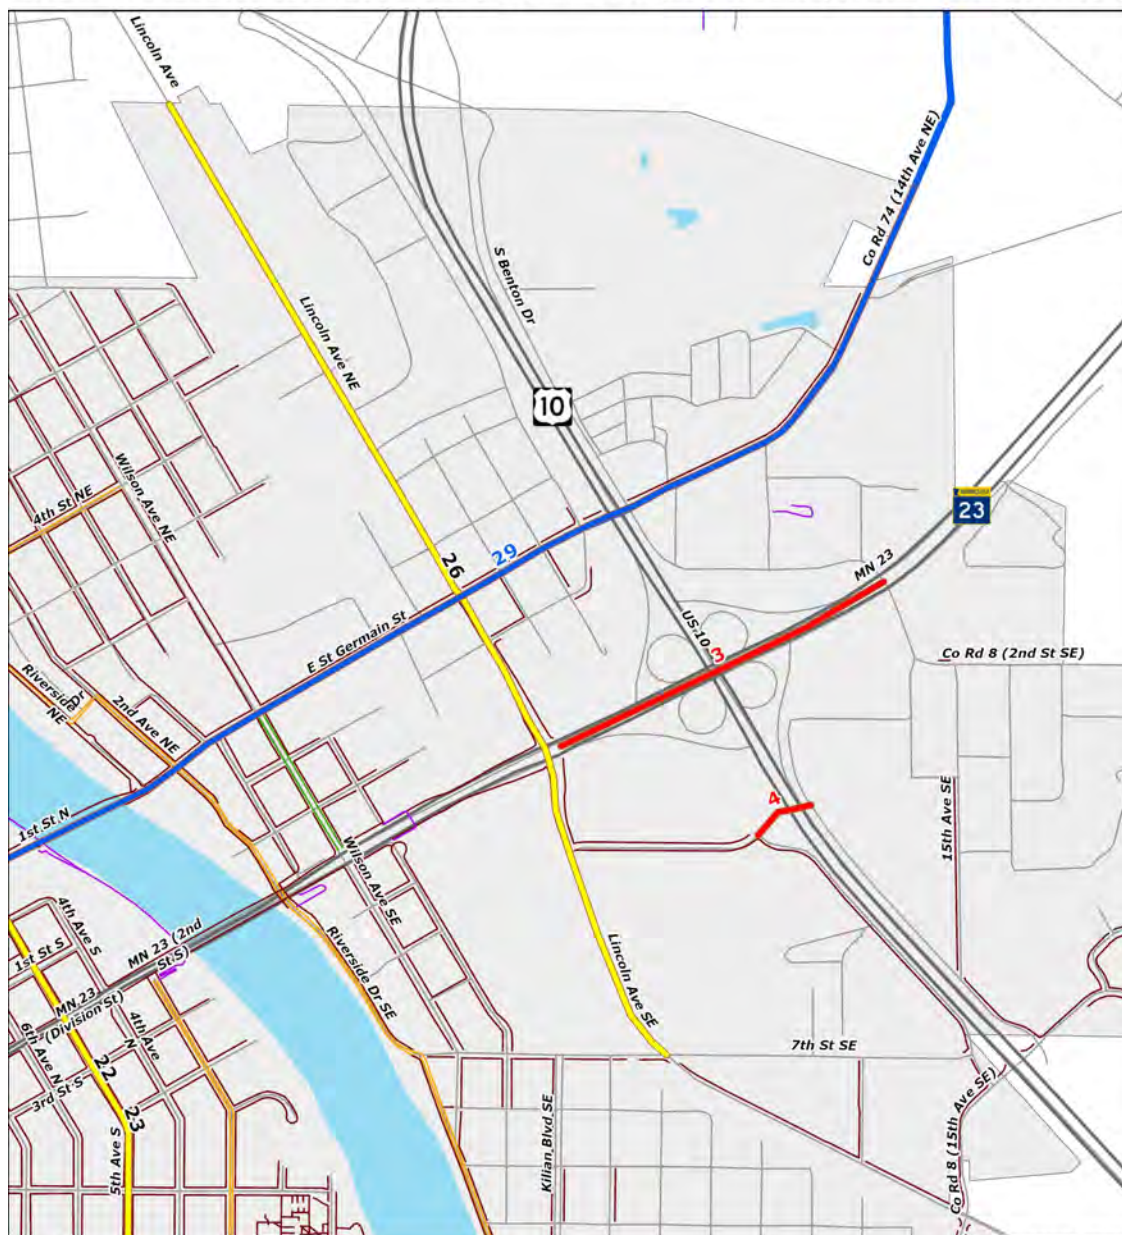 Lincoln Ave
Co Rd 74 (14th Ave NE)
S Benton Dr
Lincoln Ave NE
10
Wilson Ave NE
4th St NE
MINNESOTA
23
26
29
MN 23
E St Germain St
US 10
3
Co Rd 8 (2nd St SE)
Riverside Dr
NE
2nd Ave NE
4
1st St N
15th Ave SE
Wilson Ave SE
4th Ave S
MN 23 (2nd
St S)
1st St S
Riverside Dr SE
Lincoln Ave SE
MN 23
(Division St)
4th Ave
N
6th Ave N
7th St SE
22
3rd St S
23
5th Ave S
Kilian Blvd SE
Co Rd 8 (15th Ave SE)